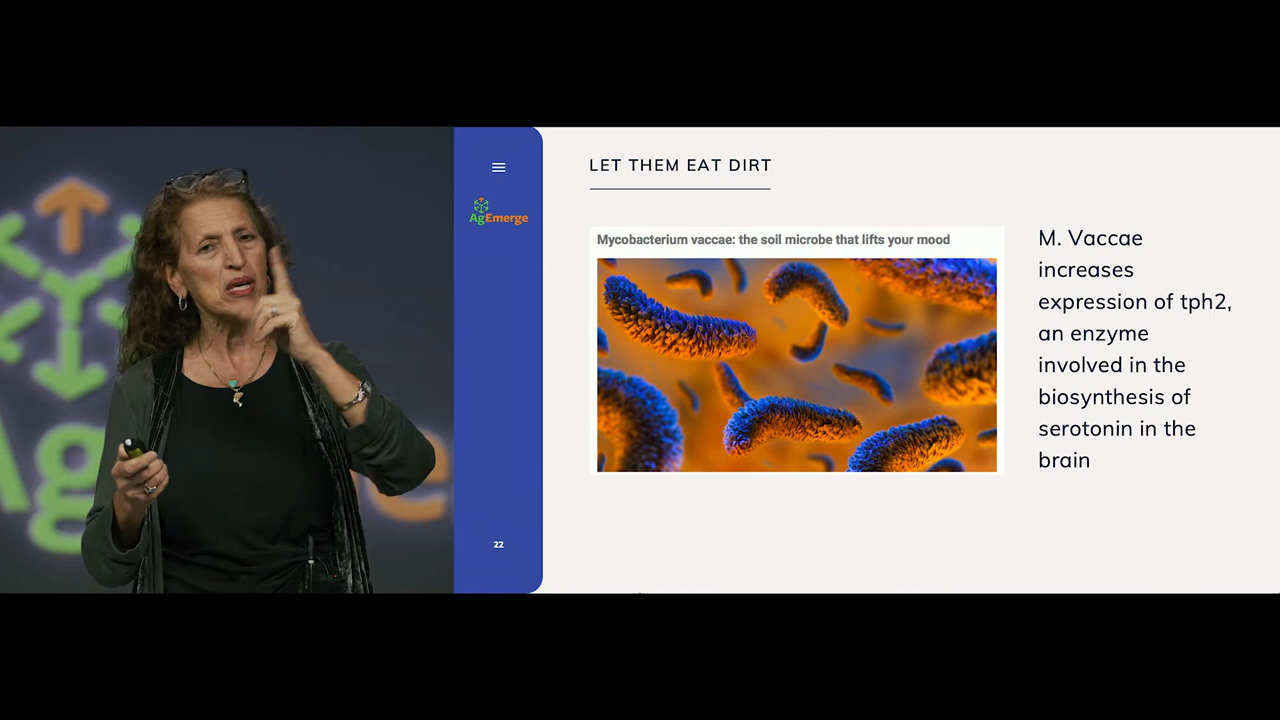 LET THEM EAT DIRT
AgEmerge
Mycobacterium vaccae: the soil microbe that lifts your mood
M. Vaccae
increases
expression of tph2,
an enzyme
involved in the
biosynthesis of
serotonin in the
brain
22